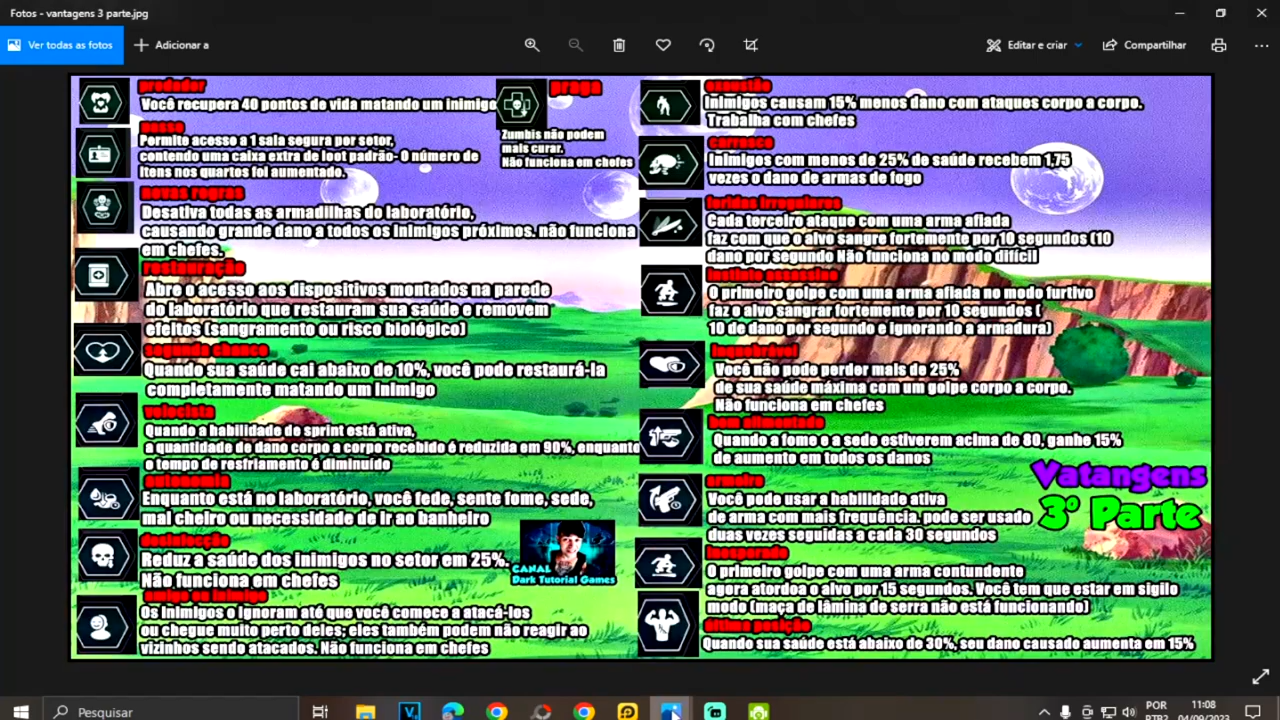 Fotos - vantagens 3 parte.jpg
Ver todas as fotos
Adicionar a
Editar e criar
Compartilhar
predador
Você recupera 40 pontos de vida matando um inimigo
passe
Permite acesso a 1 sala segura por setor,
contendo uma caixa extra de loot padrão- O número de
itens nos quartos foi aumentado.
novas regras
Desativa todas as armadilhas do laboratório,
causando grande dano a todos os inimigos próximos. não funciona
em chefes.
restauração
Abre o acesso aos dispositivos montados na parede
do laboratório que restauram sua saúde e removem
efeitos (sangramento ou risco biológico)
segunda chance
Quando sua saúde cai abaixo de 10%, você pode restaurá-la
completamente matando um inimigo
velocista
Quando a habilidade de sprint está ativa,
a quantidade de dano corpo a corpo recebido é reduzida em 90%, enquanto
o tempo de resfriamento é diminuído
autonomia
Enquanto está no laboratório, você fede, sente fome, sede,
mal cheiro ou necessidade de ir ao banheiro
desinfecção
Reduz a saúde dos inimigos no setor em 25%.
Não funciona em chefes
amigo ou inimigo
Os inimigos o ignoram até que você comece a atacá-los
ou chegue muito perto deles; eles também podem não reagir ao
vizinhos sendo atacados. Não funciona em chefes
praga
Zumbis não podem
mais curar.
Não funciona em chefes
CANAL
Dark Tutorial Games
exaustão
Inimigos causam 15% menos dano com ataques corpo a corpo.
Trabalha com chefes
carrasco
Inimigos com menos de 25% de saúde recebem 1,75
vezes o dano de armas de fogo
feridas irregulares
Cada terceiro ataque com uma arma afiada
faz com que o alvo sangre fortemente por 10 segundos (10
dano por segundo Não funciona no modo difícil
instinto assassino
O primeiro golpe com uma arma afiada no modo furtivo
faz o alvo sangrar fortemente por 10 segundos (
10 de dano por segundo e ignorando a armadura)
inquebrável
Você não pode perder mais de 25%
de sua saúde máxima com um golpe corpo a corpo.
Não funciona em chefes
bem alimentado
Quando a fome e a sede estiverem acima de 80, ganhe 15%
de aumento em todos os danos
armeiro
Você pode usar a habilidade ativa
de arma com mais frequência. pode ser usado
duas vezes seguidas a cada 30 segundos
inesperado
O primeiro golpe com uma arma contundente
agora atordoa o alvo por 15 segundos. Você tem que estar em sigilo
modo (maça de lâmina de serra não está funcionando)
última posição
Quando sua saúde está abaixo de 30%, seu dano causado aumenta em 15%
Vatangens
3º Parte
Pesquisar
POR
PTB2
11:08
04/09/2023